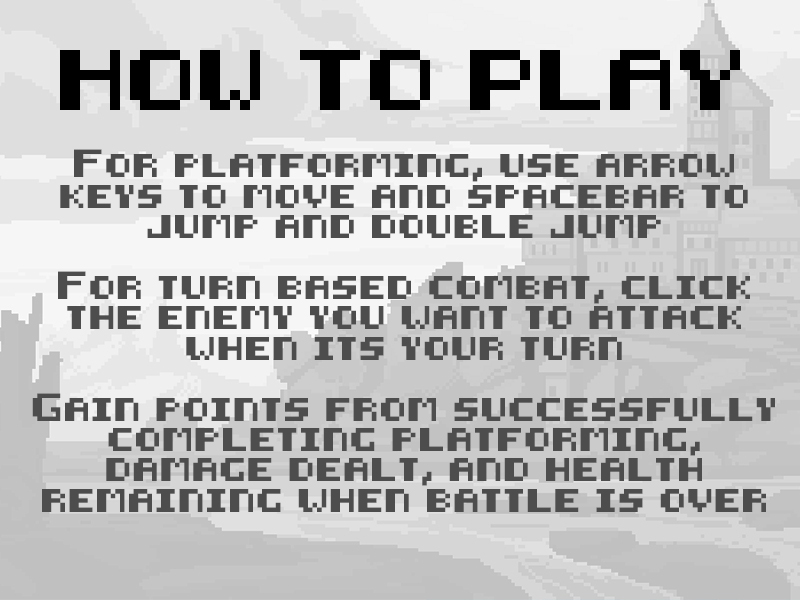 HOW TO PLAY
FOR PLATFORMING, USE ARROW
KEYS TO MOVE AND SPACEBAR TO
JUMP AND DOUBLE JUMP
FOR TURN BASED COMBAT, CLICK
THE ENEMY YOU WANT TO ATTACK
WHEN ITS YOUR TURN
GAIN POINTS FROM SUCCESSFULLY
COMPLETING PLATFORMING,
DAMAGE DEALT, AND HEALTH
REMAINING WHEN BATTLE IS OVER